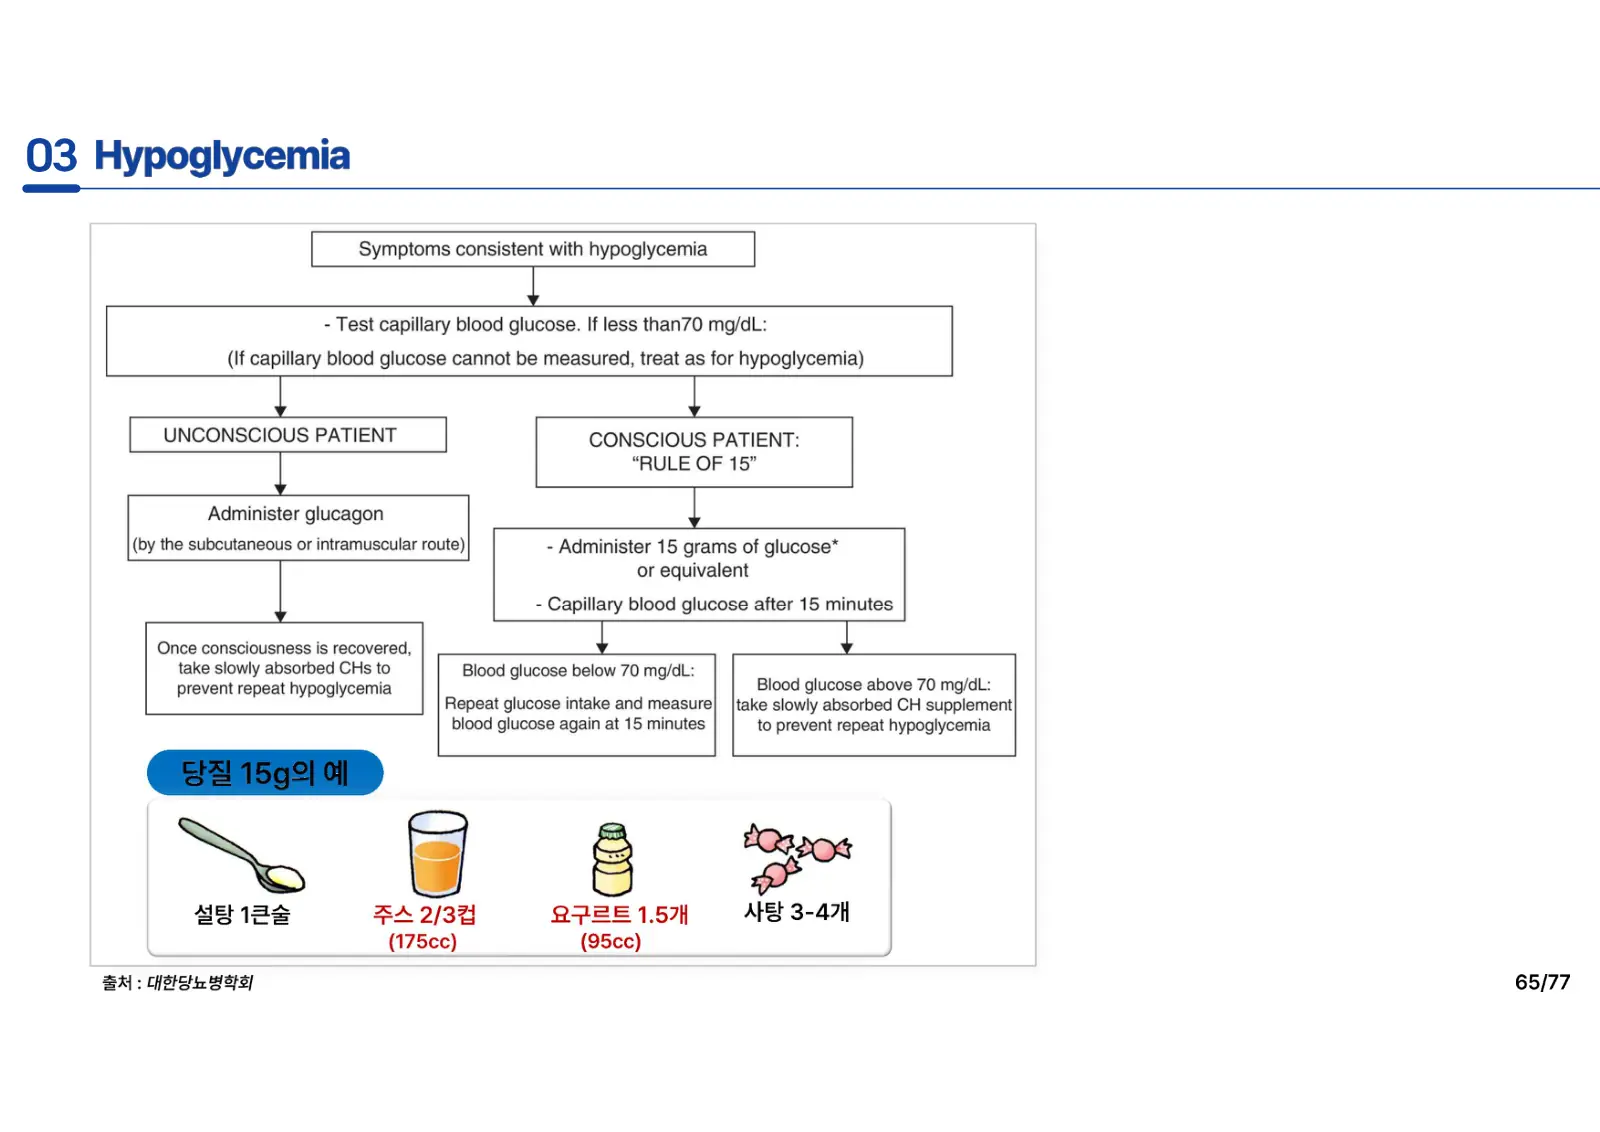 03 Hypoglycemia
Symptoms consistent with hypoglycemia
- Test capillary blood glucose. If less than70 mg/dL:
(If capillary blood glucose cannot be measured, treat as for hypoglycemia)
UNCONSCIOUS PATIENT
Administer glucagon
(by the subcutaneous or intramuscular route)
Once consciousness is recovered,
take slowly absorbed CHs to
prevent repeat hypoglycemia
CONSCIOUS PATIENT:
“RULE OF 15”
- Administer 15 grams of glucose*
or equivalent
- Capillary blood glucose after 15 minutes
Blood glucose below 70 mg/dL:
Repeat glucose intake and measure
blood glucose again at 15 minutes
Blood glucose above 70 mg/dL:
take slowly absorbed CH supplement
to prevent repeat hypoglycemia
당질 15g의 예
설탕 1큰술
주스 2/3컵
(175cc)
요구르트 1.5개
(95cc)
사탕 3-4개
출처 : 대한당뇨병학회
65/77